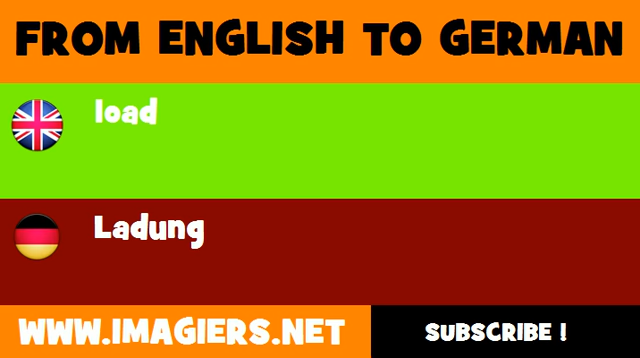 FROM ENGLISH TO GERMAN
load
Ladung
WWW.IMAGIERS.NET
SUBSCRIBE !